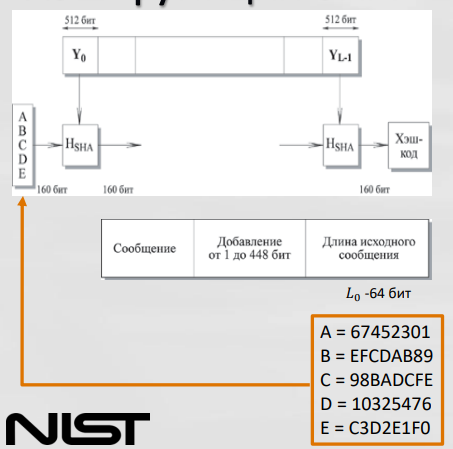 512 бит 512 бит
Y0 YL-1
A
B
C
D
E
HSHA HSHA Хэш-
код
160 бит 160 бит 160 бит
Сообщение
Добавление
от 1 до 448 бит
Длина исходного
сообщения
L0 -64 бит
A = 67452301
B = EFCDAB89
C = 98BADCFE
D = 10325476
E = C3D2E1F0
NIST